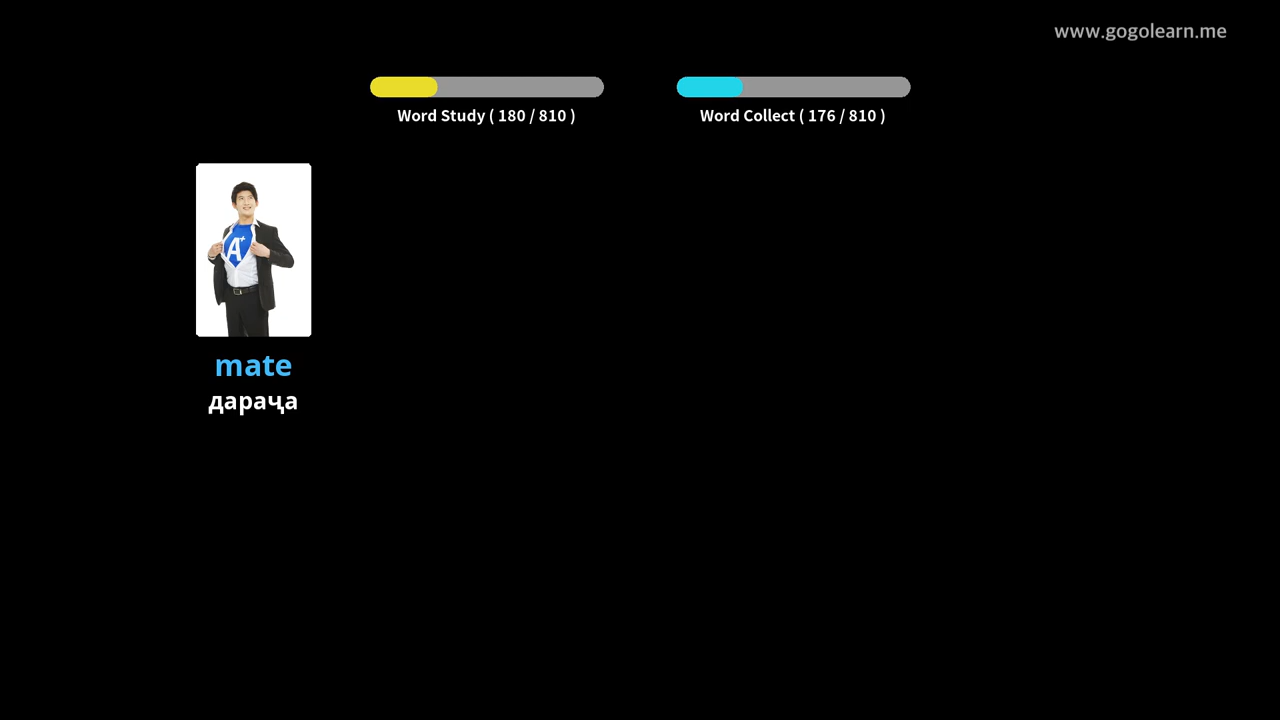 www.gogolearn.me
Word Study ( 180 / 810 )
Word Collect ( 176 / 810 )
A+
mate
дараҷа